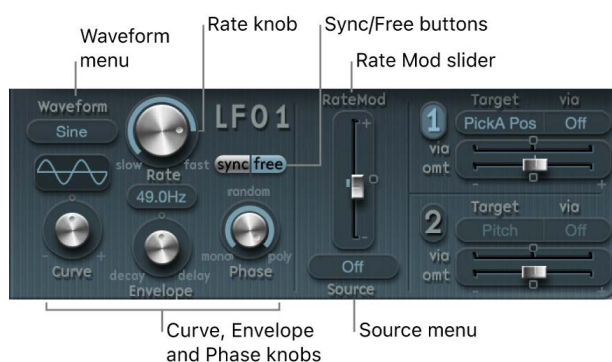 Waveform menu
Rate knob
Sync/Free buttons
Rate Mod slider
Waveform
Sine
slow
fast
Rate
49.0Hz
LFO1
sync free
random
- +
Curve
decay delay
Envelope
mono poly
Phase
RateMod
+
-
Off
Source
1
Target via
PickA Pos Off
via
amt
- +
2
Target via
Pitch Off
via
amt
- +
Curve, Envelope
and Phase knobs
Source menu